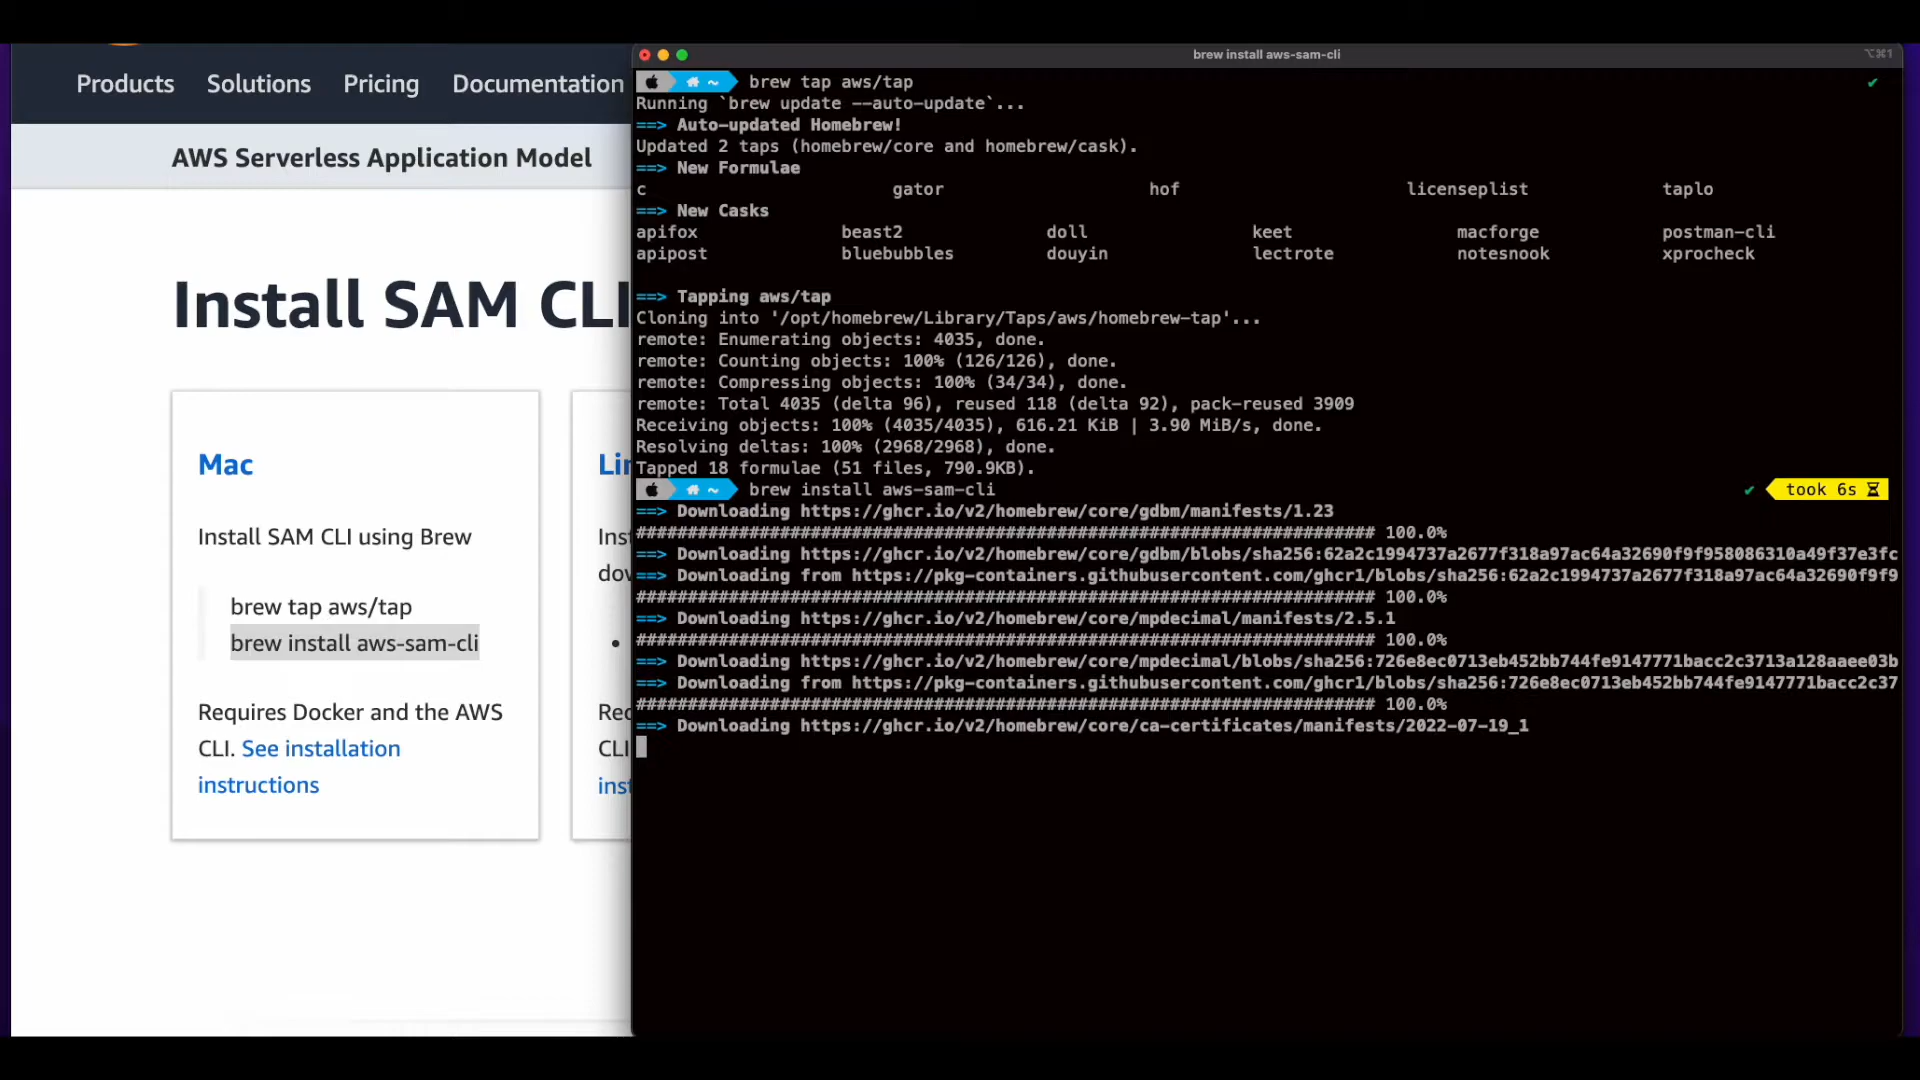 Products Solutions Pricing Documentation
AWS Serverless Application Model
Install SAM CLI
Mac
Install SAM CLI using Brew
brew tap aws/tap
brew install aws-sam-cli
Requires Docker and the AWS
CLI. See installation
instructions
brew install aws-sam-cli
⌥⌘1
~ brew tap aws/tap ✔
Running `brew update --auto-update`...
==> Auto-updated Homebrew!
Updated 2 taps (homebrew/core and homebrew/cask).
==> New Formulae
c gator hof licenseplist taplo
==> New Casks
apifox beast2 doll keet macforge postman-cli
apipost bluebubbles douyin lectrote notesnook xprocheck
==> Tapping aws/tap
Cloning into '/opt/homebrew/Library/Taps/aws/homebrew-tap'...
remote: Enumerating objects: 4035, done.
remote: Counting objects: 100% (126/126), done.
remote: Compressing objects: 100% (34/34), done.
remote: Total 4035 (delta 96), reused 118 (delta 92), pack-reused 3909
Receiving objects: 100% (4035/4035), 616.21 KiB | 3.90 MiB/s, done.
Resolving deltas: 100% (2968/2968), done.
Tapped 18 formulae (51 files, 790.9KB).
~ brew install aws-sam-cli ✔ took 6s
==> Downloading https://ghcr.io/v2/homebrew/core/gdbm/manifests/1.23
######################################################################## 100.0%
==> Downloading https://ghcr.io/v2/homebrew/core/gdbm/blobs/sha256:62a2c1994737a2677f318a97ac64a32690f9f958086310a49f37e3fc
==> Downloading from https://pkg-containers.githubusercontent.com/ghcr1/blobs/sha256:62a2c1994737a2677f318a97ac64a32690f9f9
######################################################################## 100.0%
==> Downloading https://ghcr.io/v2/homebrew/core/mpdecimal/manifests/2.5.1
######################################################################## 100.0%
==> Downloading https://ghcr.io/v2/homebrew/core/mpdecimal/blobs/sha256:726e8ec0713eb452bb744fe9147771bacc2c3713a128aaee03b
==> Downloading from https://pkg-containers.githubusercontent.com/ghcr1/blobs/sha256:726e8ec0713eb452bb744fe9147771bacc2c37
######################################################################## 100.0%
==> Downloading https://ghcr.io/v2/homebrew/core/ca-certificates/manifests/2022-07-19_1